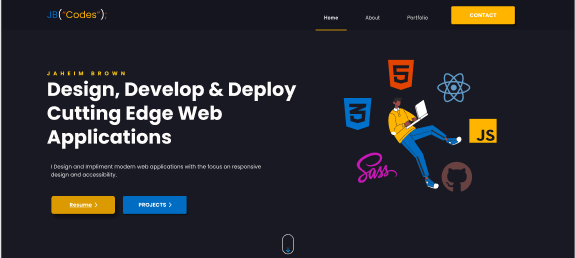 JB("Codes");
Home About Portfolio CONTACT
JAHEIM BROWN
Design, Develop & Deploy
Cutting Edge Web
Applications
I Design and Impliment modern web applications with the focus on responsive
design and accessibility.
Resume > PROJECTS >
5
3
JS
Sass